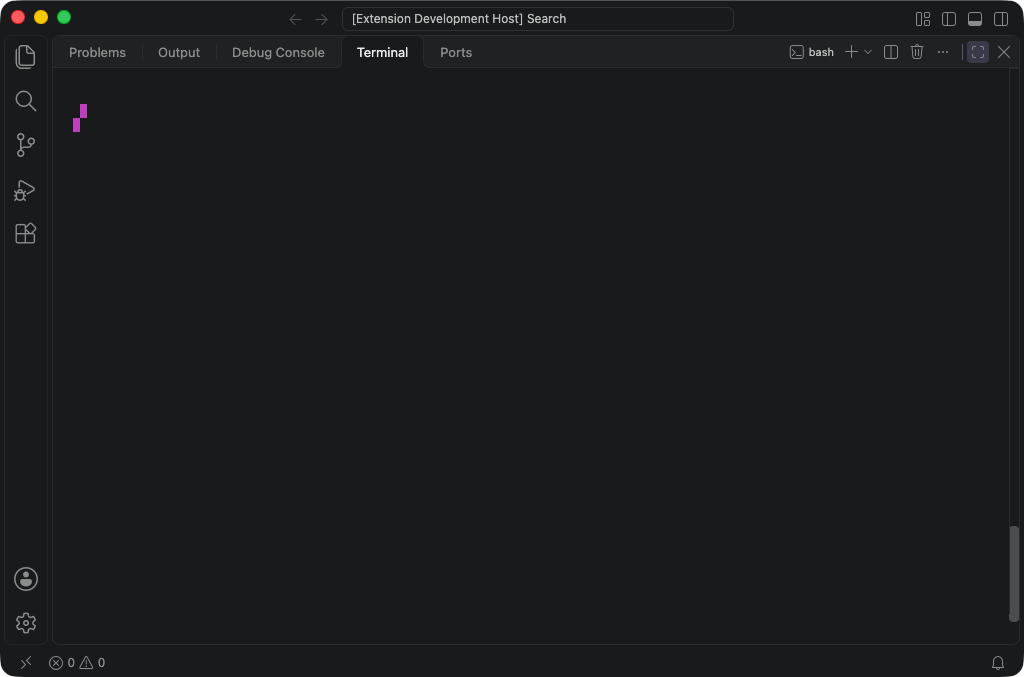 [Extension Development Host] Search
Problems Output Debug Console Terminal Ports bash
0 0